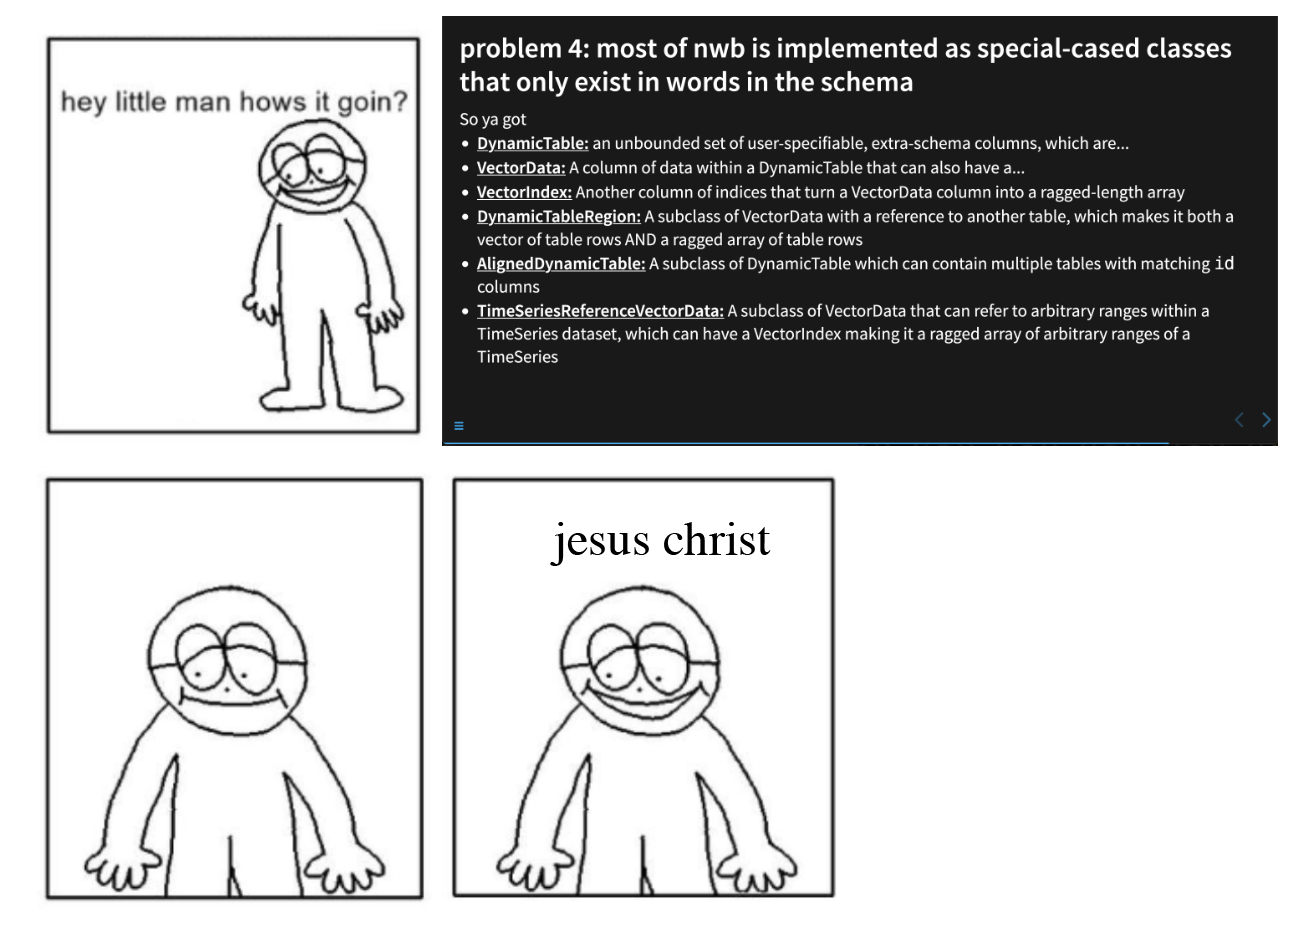 hey little man hows it goin?
problem 4: most of nwb is implemented as special-cased classes
that only exist in words in the schema
So ya got
• DynamicTable: an unbounded set of user-specifiable, extra-schema columns, which are...
• VectorData: A column of data within a DynamicTable that can also have a...
• VectorIndex: Another column of indices that turn a VectorData column into a ragged-length array
• DynamicTableRegion: A subclass of VectorData with a reference to another table, which makes it both a
vector of table rows AND a ragged array of table rows
• AlignedDynamicTable: A subclass of DynamicTable which can contain multiple tables with matching id
columns
• TimeSeriesReferenceVectorData: A subclass of VectorData that can refer to arbitrary ranges within a
TimeSeries dataset, which can have a VectorIndex making it a ragged array of arbitrary ranges of a
TimeSeries
jesus christ